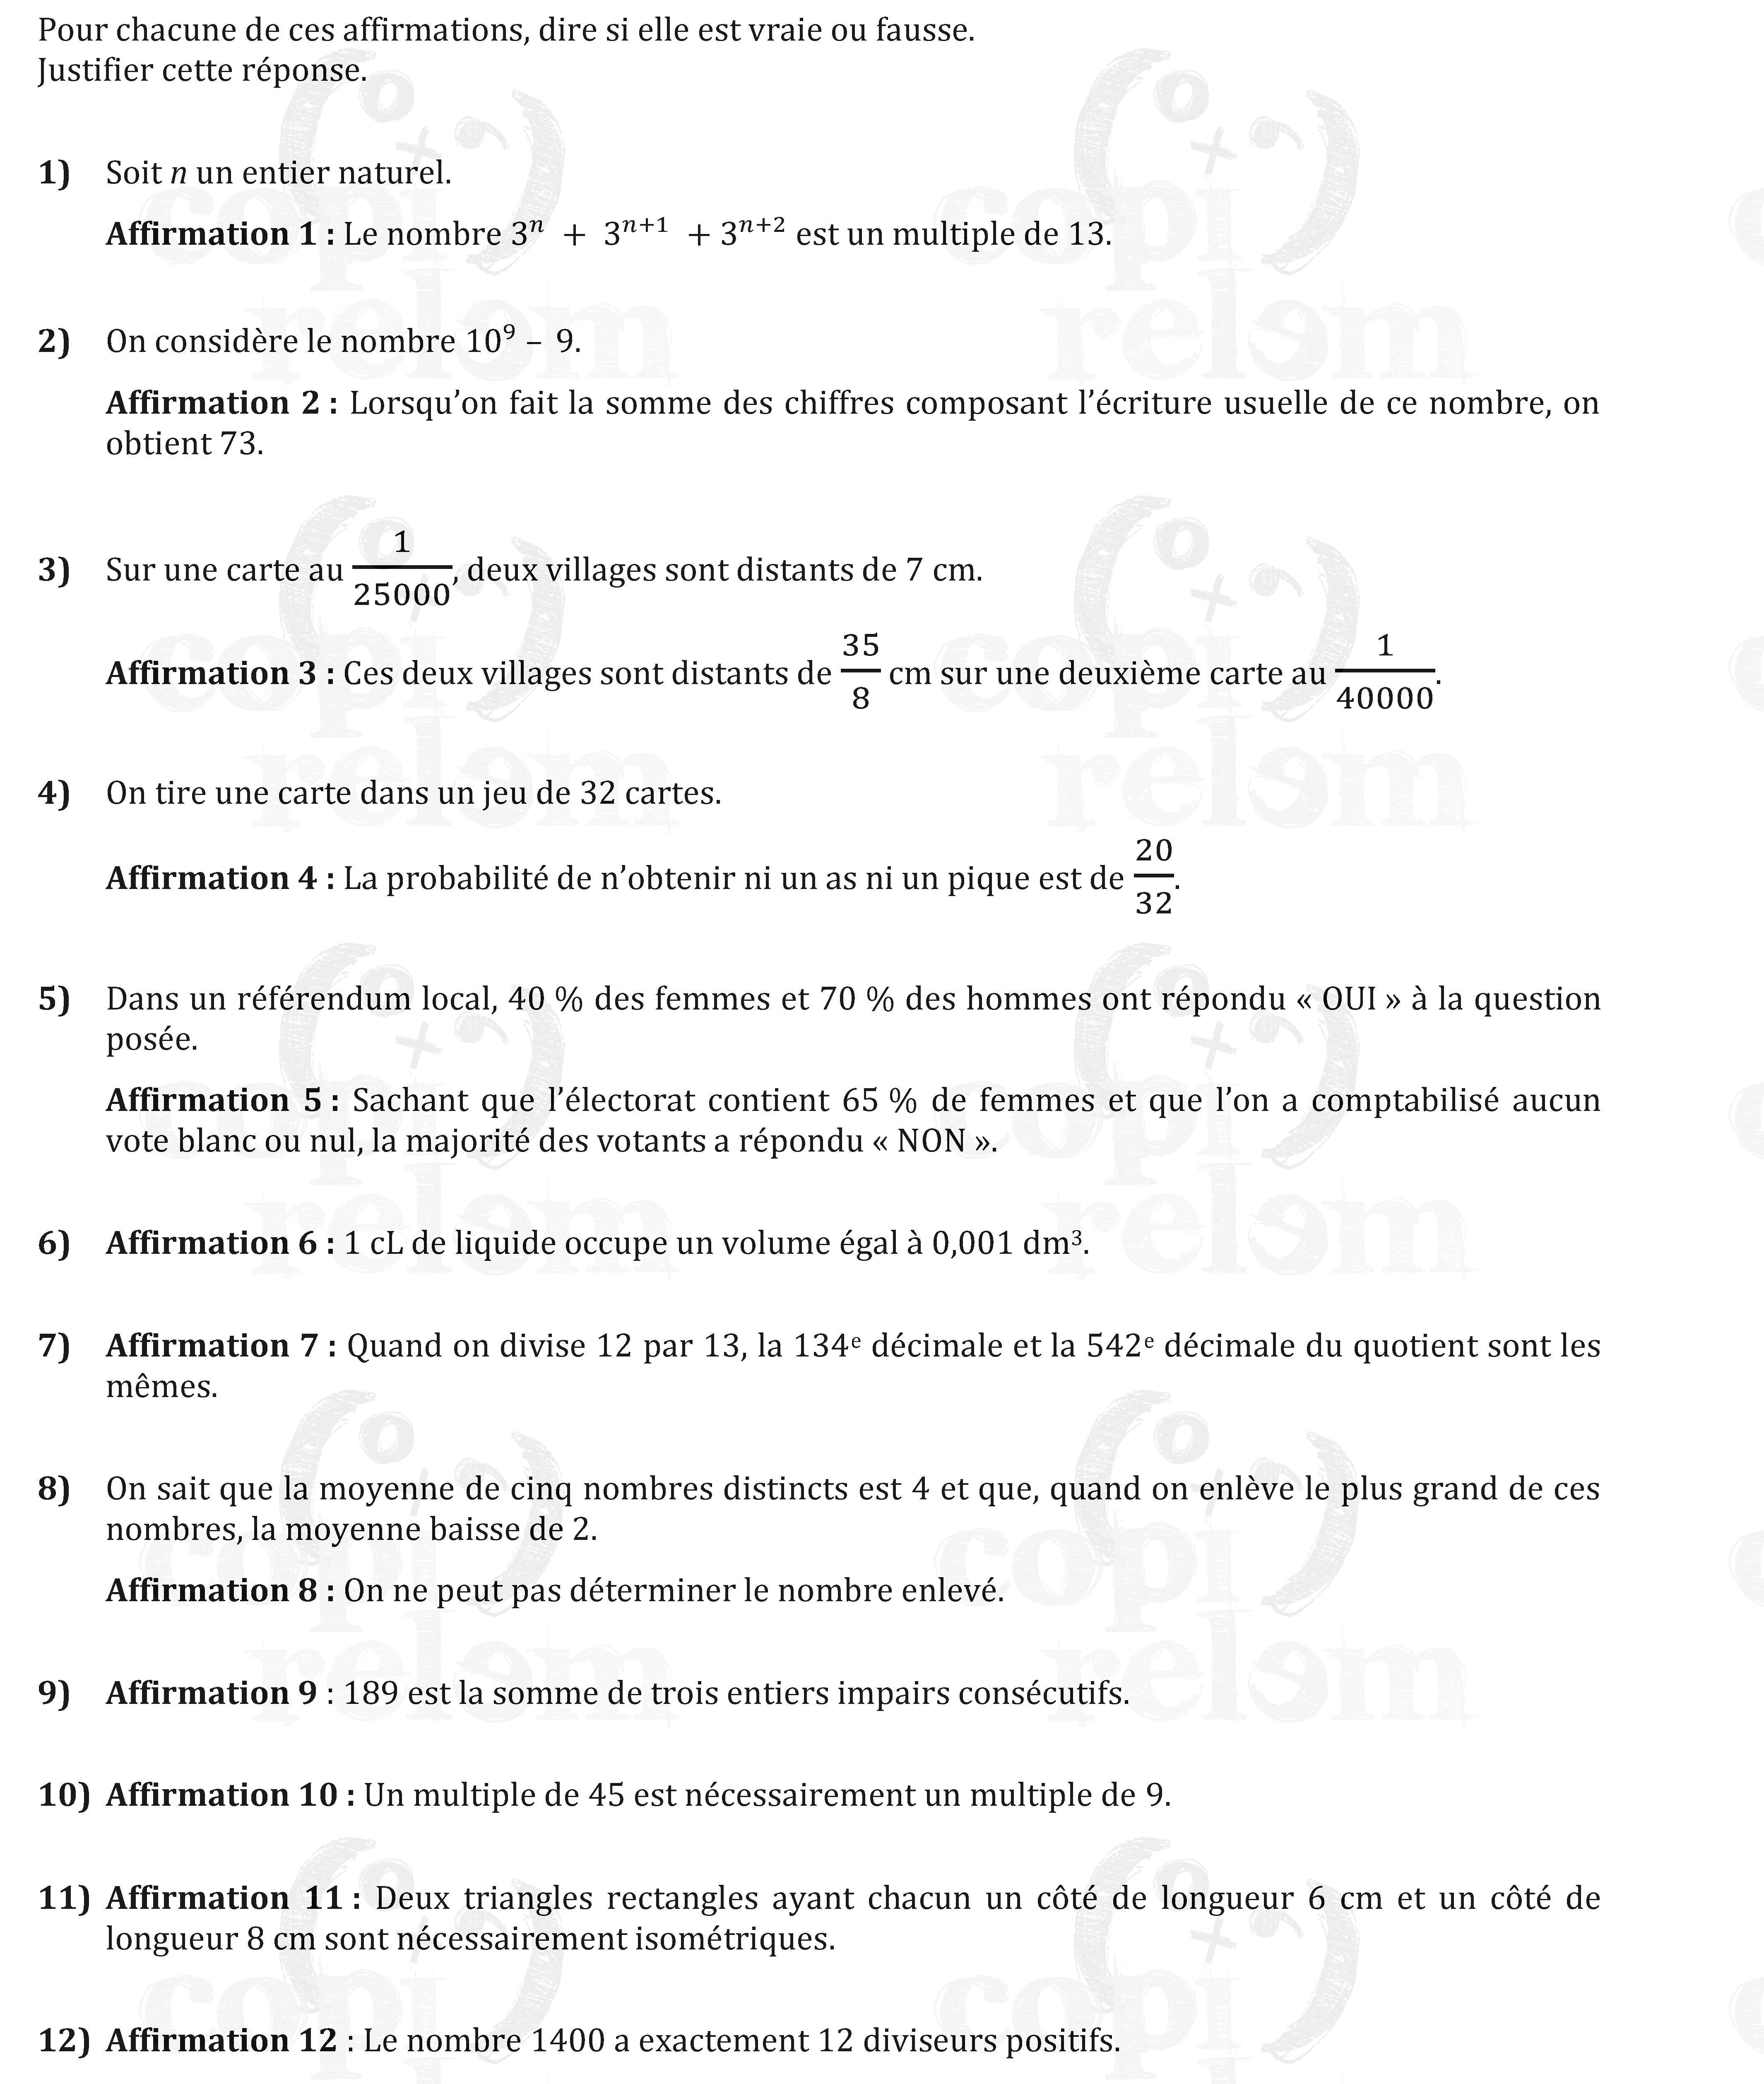 Pour chacune de ces affirmations, dire si elle est vraie ou fausse.
Justifier cette réponse.
1) Soit n un entier naturel.
Affirmation 1 : Le nombre 3ⁿ + 3ⁿ⁺¹ + 3ⁿ⁺² est un multiple de 13.
2) On considère le nombre 10⁹ – 9.
Affirmation 2 : Lorsqu’on fait la somme des chiffres composant l’écriture usuelle de ce nombre, on
obtient 73.
3) Sur une carte au 1/25000, deux villages sont distants de 7 cm.
Affirmation 3 : Ces deux villages sont distants de 35/8 cm sur une deuxième carte au 1/40000.
4) On tire une carte dans un jeu de 32 cartes.
Affirmation 4 : La probabilité de n’obtenir ni un as ni un pique est de 20/32.
5) Dans un référendum local, 40 % des femmes et 70 % des hommes ont répondu « OUI » à la question
posée.
Affirmation 5 : Sachant que l’électorat contient 65 % de femmes et que l’on a comptabilisé aucun
vote blanc ou nul, la majorité des votants a répondu « NON ».
6) Affirmation 6 : 1 cL de liquide occupe un volume égal à 0,001 dm³.
7) Affirmation 7 : Quand on divise 12 par 13, la 134ᵉ décimale et la 542ᵉ décimale du quotient sont les
mêmes.
8) On sait que la moyenne de cinq nombres distincts est 4 et que, quand on enlève le plus grand de ces
nombres, la moyenne baisse de 2.
Affirmation 8 : On ne peut pas déterminer le nombre enlevé.
9) Affirmation 9 : 189 est la somme de trois entiers impairs consécutifs.
10) Affirmation 10 : Un multiple de 45 est nécessairement un multiple de 9.
11) Affirmation 11 : Deux triangles rectangles ayant chacun un côté de longueur 6 cm et un côté de
longueur 8 cm sont nécessairement isométriques.
12) Affirmation 12 : Le nombre 1400 a exactement 12 diviseurs positifs.